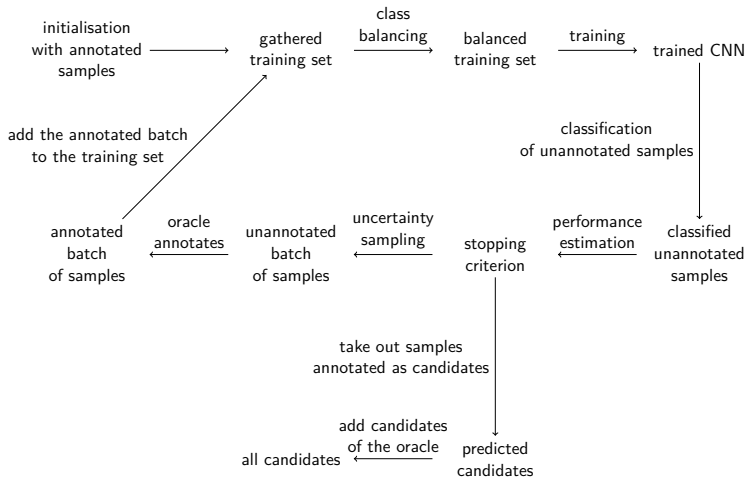 initialisation
with annotated
samples
gathered
training set
class
balancing
balanced
training set
training
trained CNN
add the annotated batch
to the training set
classification
of unannotated samples
annotated
batch
of samples
oracle
annotates
unannotated
batch
of samples
uncertainty
sampling
stopping
criterion
performance
estimation
classified
unannotated
samples
take out samples
annotated as candidates
all candidates
add candidates
of the oracle
predicted
candidates